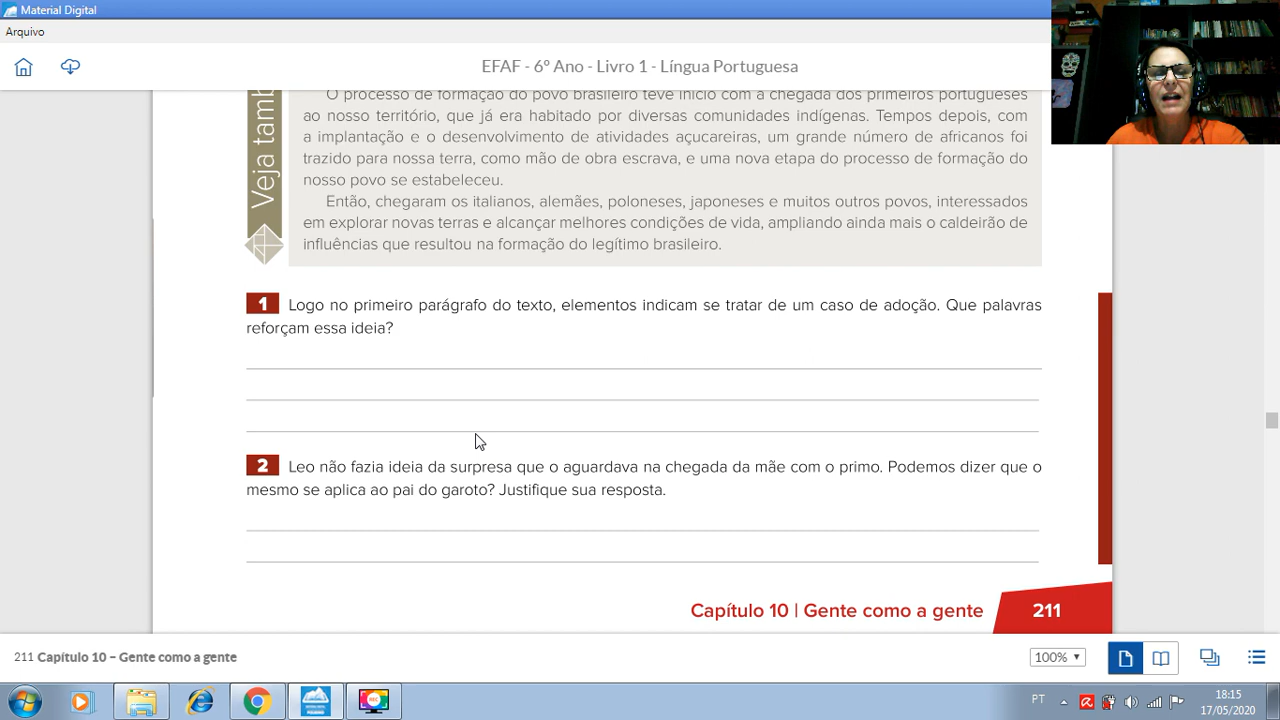 Material Digital
Arquivo
EFAF - 6º Ano - Livro 1 - Língua Portuguesa
Veja tamb
O processo de formação do povo brasileiro teve início com a chegada dos primeiros portugueses
ao nosso território, que já era habitado por diversas comunidades indígenas. Tempos depois, com
a implantação e o desenvolvimento de atividades açucareiras, um grande número de africanos foi
trazido para nossa terra, como mão de obra escrava, e uma nova etapa do processo de formação do
nosso povo se estabeleceu.
Então, chegaram os italianos, alemães, poloneses, japoneses e muitos outros povos, interessados
em explorar novas terras e alcançar melhores condições de vida, ampliando ainda mais o caldeirão de
influências que resultou na formação do legítimo brasileiro.
1 Logo no primeiro parágrafo do texto, elementos indicam se tratar de um caso de adoção. Que palavras
reforçam essa ideia?
2 Leo não fazia ideia da surpresa que o aguardava na chegada da mãe com o primo. Podemos dizer que o
mesmo se aplica ao pai do garoto? Justifique sua resposta.
Capítulo 10 | Gente como a gente 211
211 Capítulo 10 – Gente como a gente
100%
PT
18:15
17/05/2020